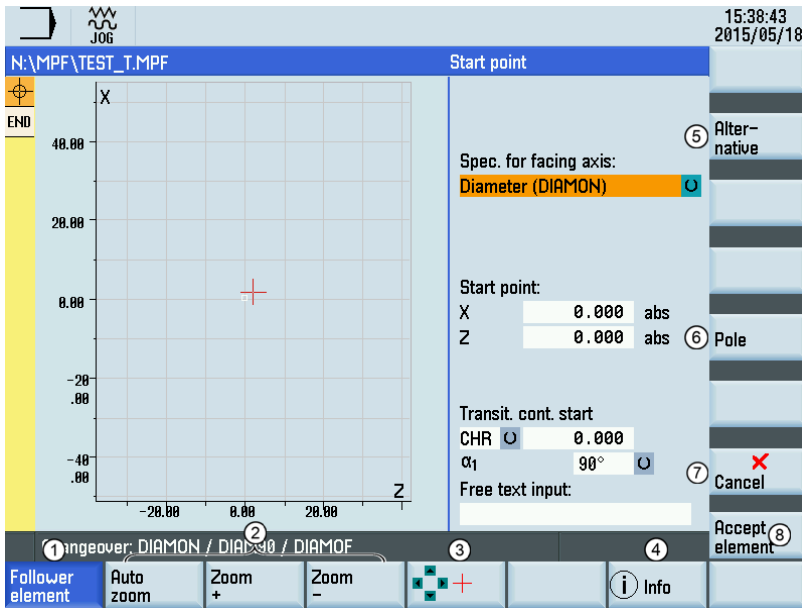 JOG
15:38:43
2015/05/18
N:\MPF\TEST_T.MPF
Start point
X
END
40.00
20.00
0.00
-20
.00
-40
.00
-20.00
0.00
20.00
Z
Spec. for facing axis:
Diameter (DIAMON)
Start point:
X 0.000 abs
Z 0.000 abs
Transit. cont. start
CHR 0.000
α1 90°
Free text input:
5
Alter-
native
6
Pole
7
Cancel
Accept
element
8
1
2
3
4
DIAMON / / DIAMOF
Follower
element
Auto
zoom
Zoom
+
Zoom
-
i Info